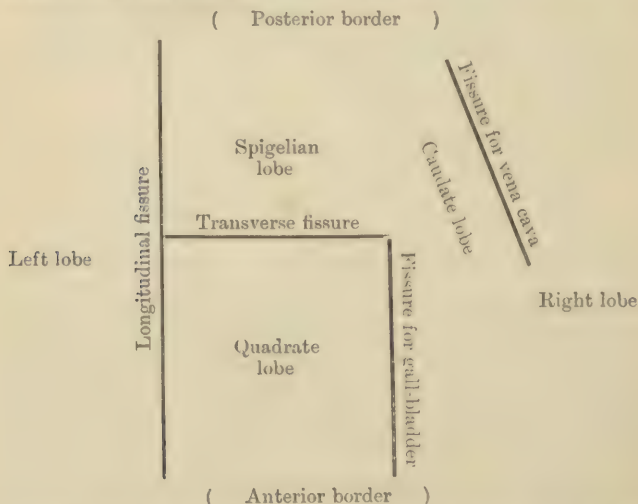 ( Posterior border )
Fissure for vena cava
Spigelian
lobe
Caudate lobe
Longitudinal fissure
Transverse fissure
Left lobe
Fissure for gall-bladder
Right lobe
Quadrate
lobe
( Anterior border )